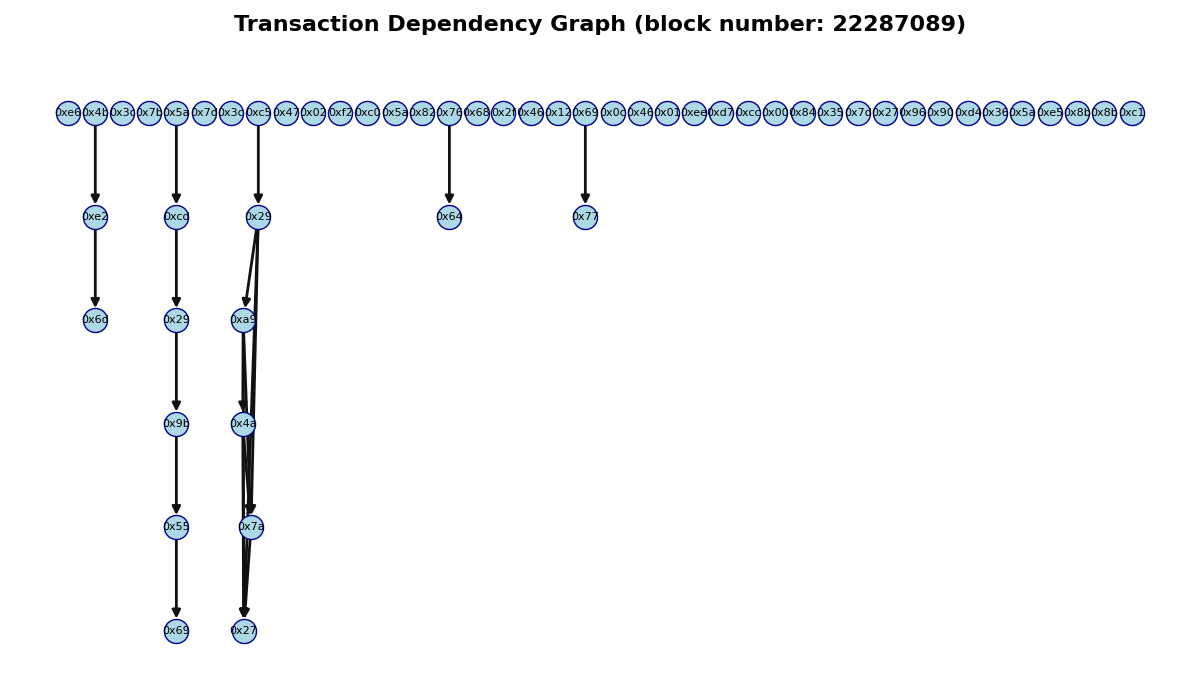 Transaction Dependency Graph (block number: 22287089)
0xe6 0x4b 0x3c 0x7b 0x5a 0x7d 0x3c 0xc5 0x47 0x02 0xf2 0xc0 0x5a 0x82 0x76 0x68 0x2f 0x46 0x12 0x69 0x0c 0x46 0x01 0xee 0xd7 0xcc 0x00 0x84 0x35 0x7d 0x27 0x96 0x90 0xd4 0x36 0x5a 0xe5 0x8b 0x8b 0xc1
0xe2 0xcd 0x29 0x64 0x77
0x6d 0x29 0xa9
0x9b 0x4a
0x55 0x7a
0x69 0x27